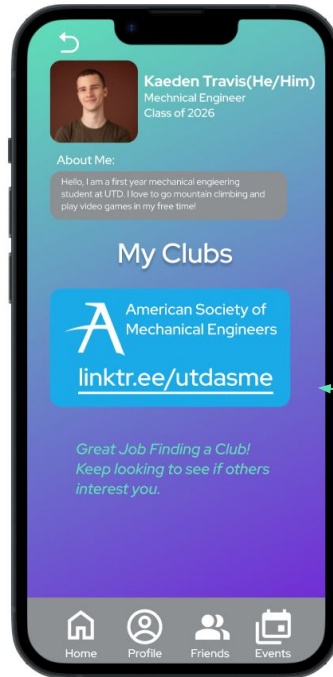 Kaeden Travis(He/Him)
Mechnical Engineer
Class of 2026
About Me:
Hello, I am a first year mechanical engieering
student at UTD. I love to go mountain climbing and
play video games in my free time!
My Clubs
American Society of
Mechanical Engineers
linktr.ee/utdasme
Great Job Finding a Club!
Keep looking to see if others
interest you.
Home Profile Friends Events